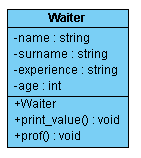 Waiter
-name : string
-surname : string
-experience : string
-age : int
+Waiter
+print_value() : void
+prof() : void